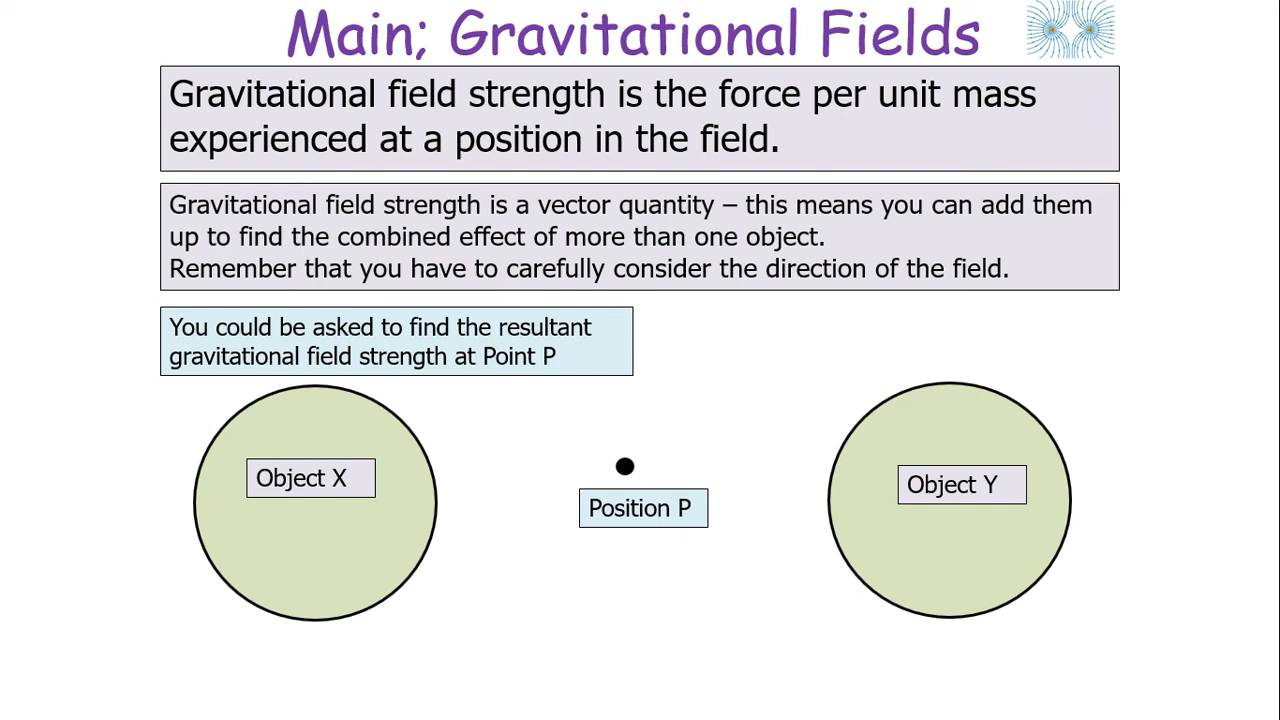 Main; Gravitational Fields
Gravitational field strength is the force per unit mass
experienced at a position in the field.
Gravitational field strength is a vector quantity – this means you can add them
up to find the combined effect of more than one object.
Remember that you have to carefully consider the direction of the field.
You could be asked to find the resultant
gravitational field strength at Point P
Object X
Position P
Object Y